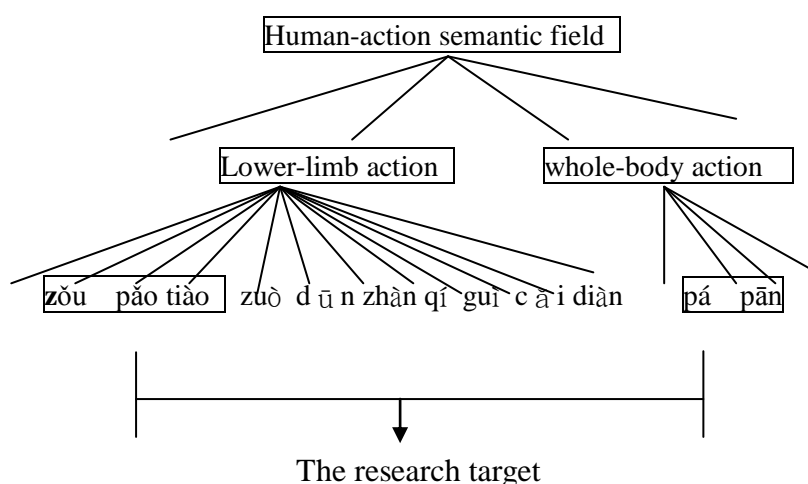 Human-action semantic field
Lower-limb action whole-body action
zǒu pǎo tiào zuò dūn zhàn qí guì cǎi diàn pá pān
The research target